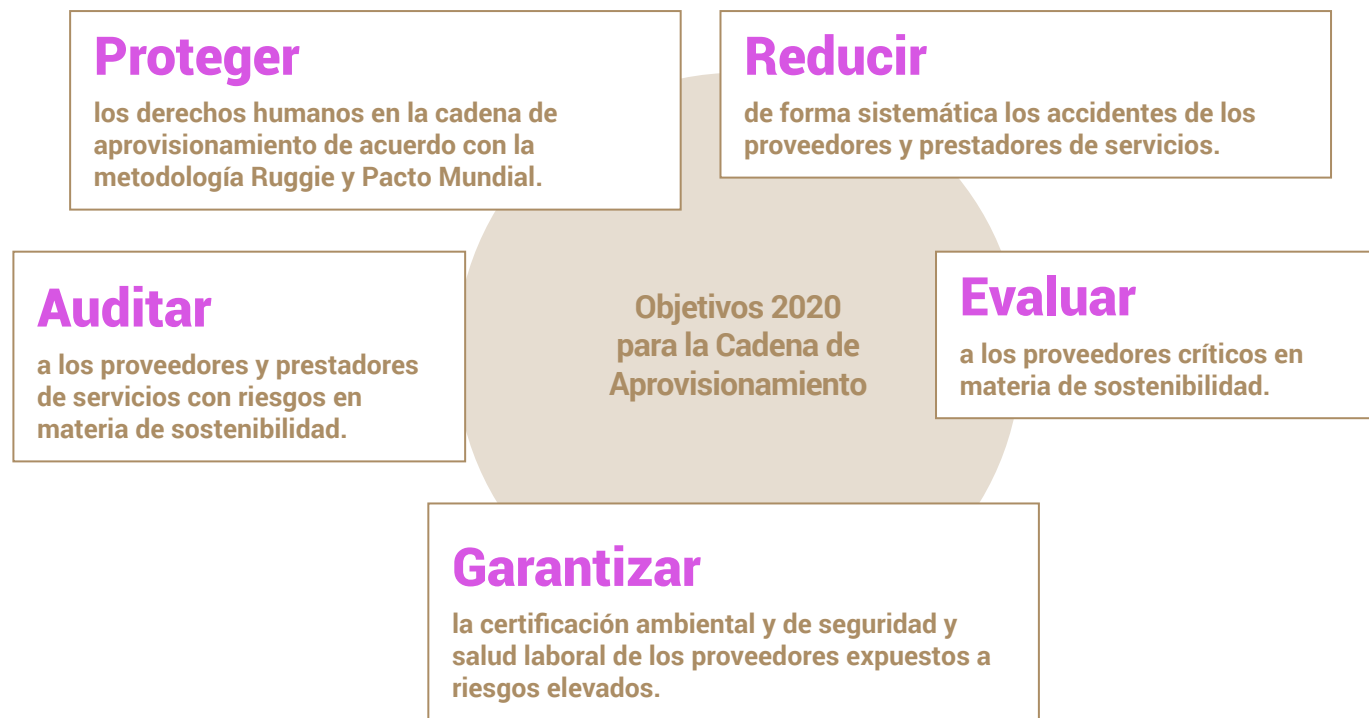 Proteger
los derechos humanos en la cadena de
aprovisionamiento de acuerdo con la
metodología Ruggie y Pacto Mundial.
Reducir
de forma sistemática los accidentes de los
proveedores y prestadores de servicios.
Auditar
a los proveedores y prestadores
de servicios con riesgos en
materia de sostenibilidad.
Objetivos 2020
para la Cadena de
Aprovisionamiento
Evaluar
a los proveedores críticos en
materia de sostenibilidad.
Garantizar
la certificación ambiental y de seguridad y
salud laboral de los proveedores expuestos a
riesgos elevados.